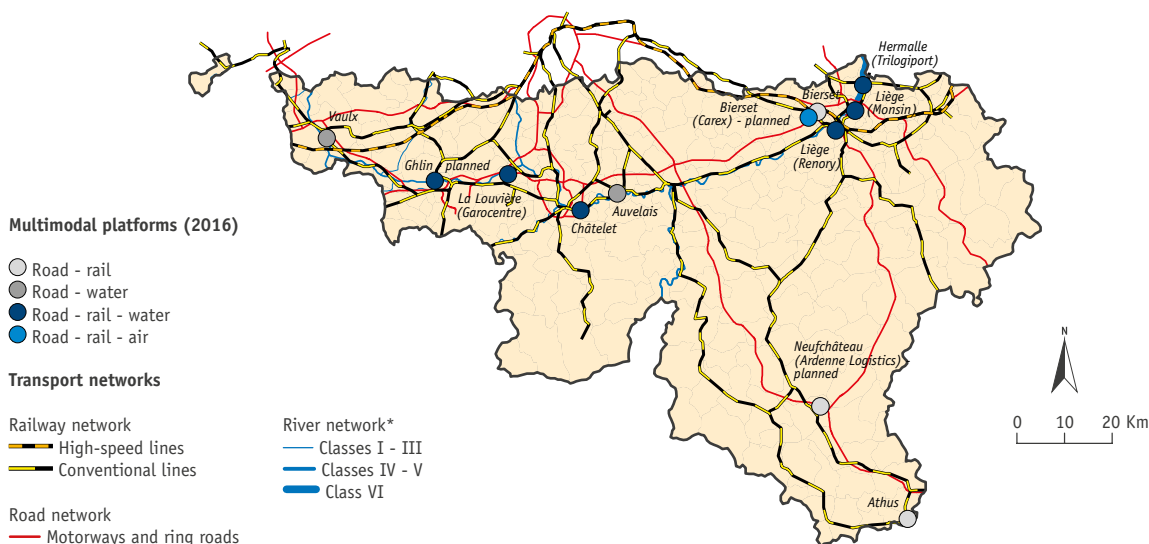 Hermalle
(Trilogiport)
Bierset
Liège
(Monsin)
Bierset
(Carex) - planned
Liège
(Renory)
Vaulx
Ghlin planned
La Louvière
(Garocentre)
Auvelais
Châtelet
Neufchâteau
(Ardenne Logistics)
planned
Athus
N
0 10 20 Km
Multimodal platforms (2016)
Road - rail
Road - water
Road - rail - water
Road - rail - air
Transport networks
Railway network
High-speed lines
Conventional lines
Road network
Motorways and ring roads
River network*
Classes I - III
Classes IV - V
Class VI